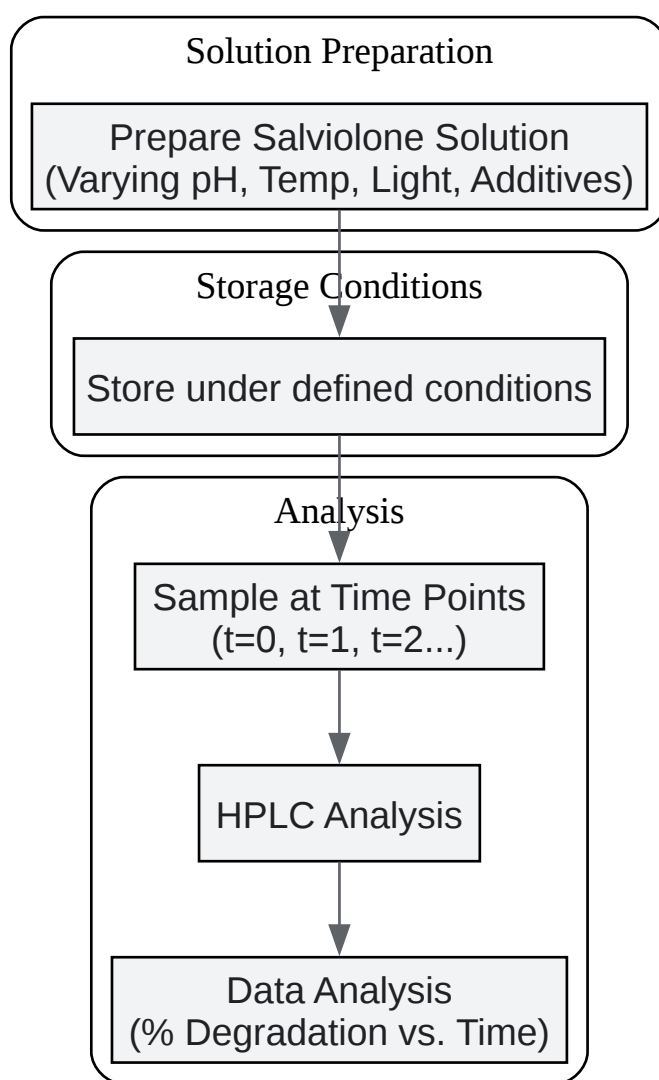 Solution Preparation
Prepare Salviolone Solution
(Varying pH, Temp, Light, Additives)
Storage Conditions
Store under defined conditions
Analysis
Sample at Time Points
(t=0, t=1, t=2...)
HPLC Analysis
Data Analysis
(% Degradation vs. Time)